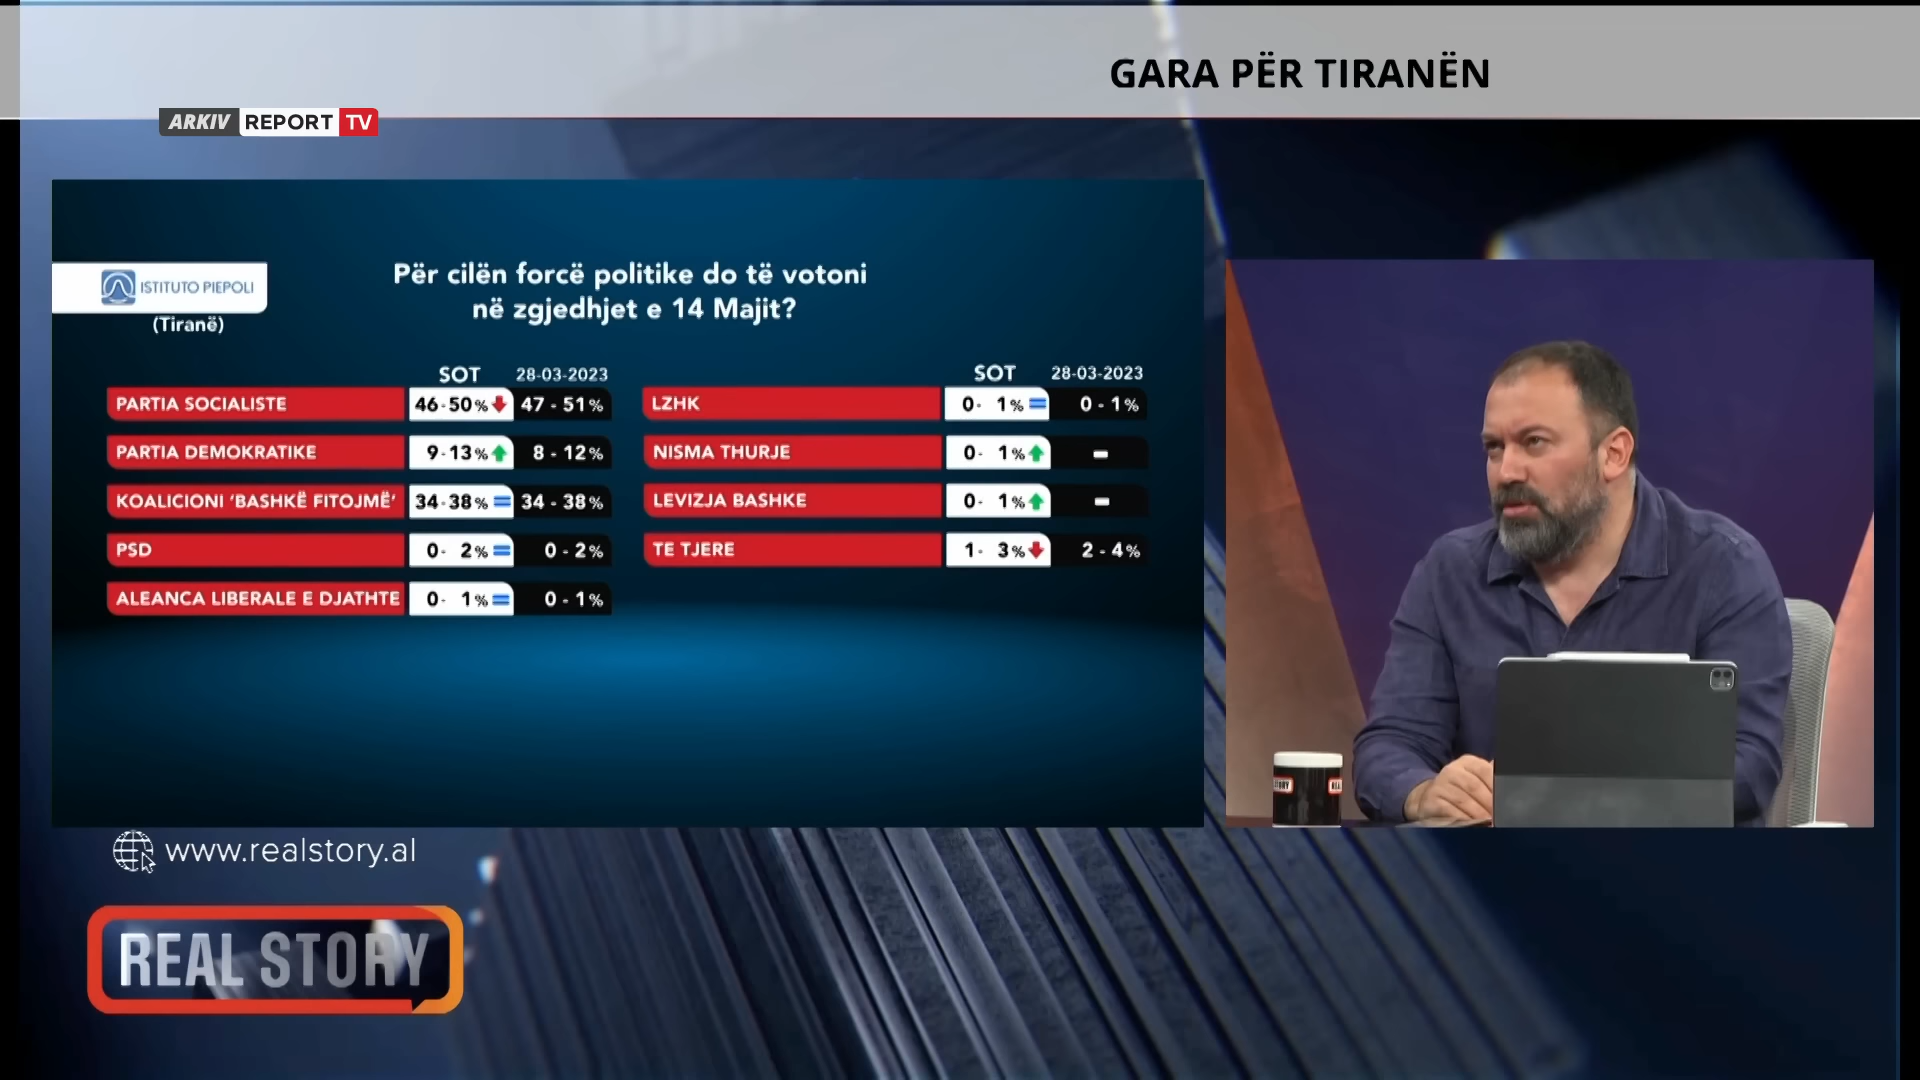 GARA PËR TIRANËN
ARKIV REPORT TV
ISTITUTO PIEPOLI
(Tiranë)
Për cilën forcë politike do të votoni
në zgjedhjet e 14 Majit?
SOT 28-03-2023
PARTIA SOCIALISTE 46-50% 47 - 51%
PARTIA DEMOKRATIKE 9-13% 8 - 12%
KOALICIONI ‘BASHKË FITOJMË’ 34-38% 34 - 38%
PSD 0- 2% 0 - 2%
ALEANCA LIBERALE E DJATHTE 0- 1% 0 - 1%
SOT 28-03-2023
LZHK 0- 1% 0 - 1%
NISMA THURJE 0- 1% -
LEVIZJA BASHKE 0- 1% -
TE TJERE 1- 3% 2 - 4%
www.realstory.al
REAL STORY